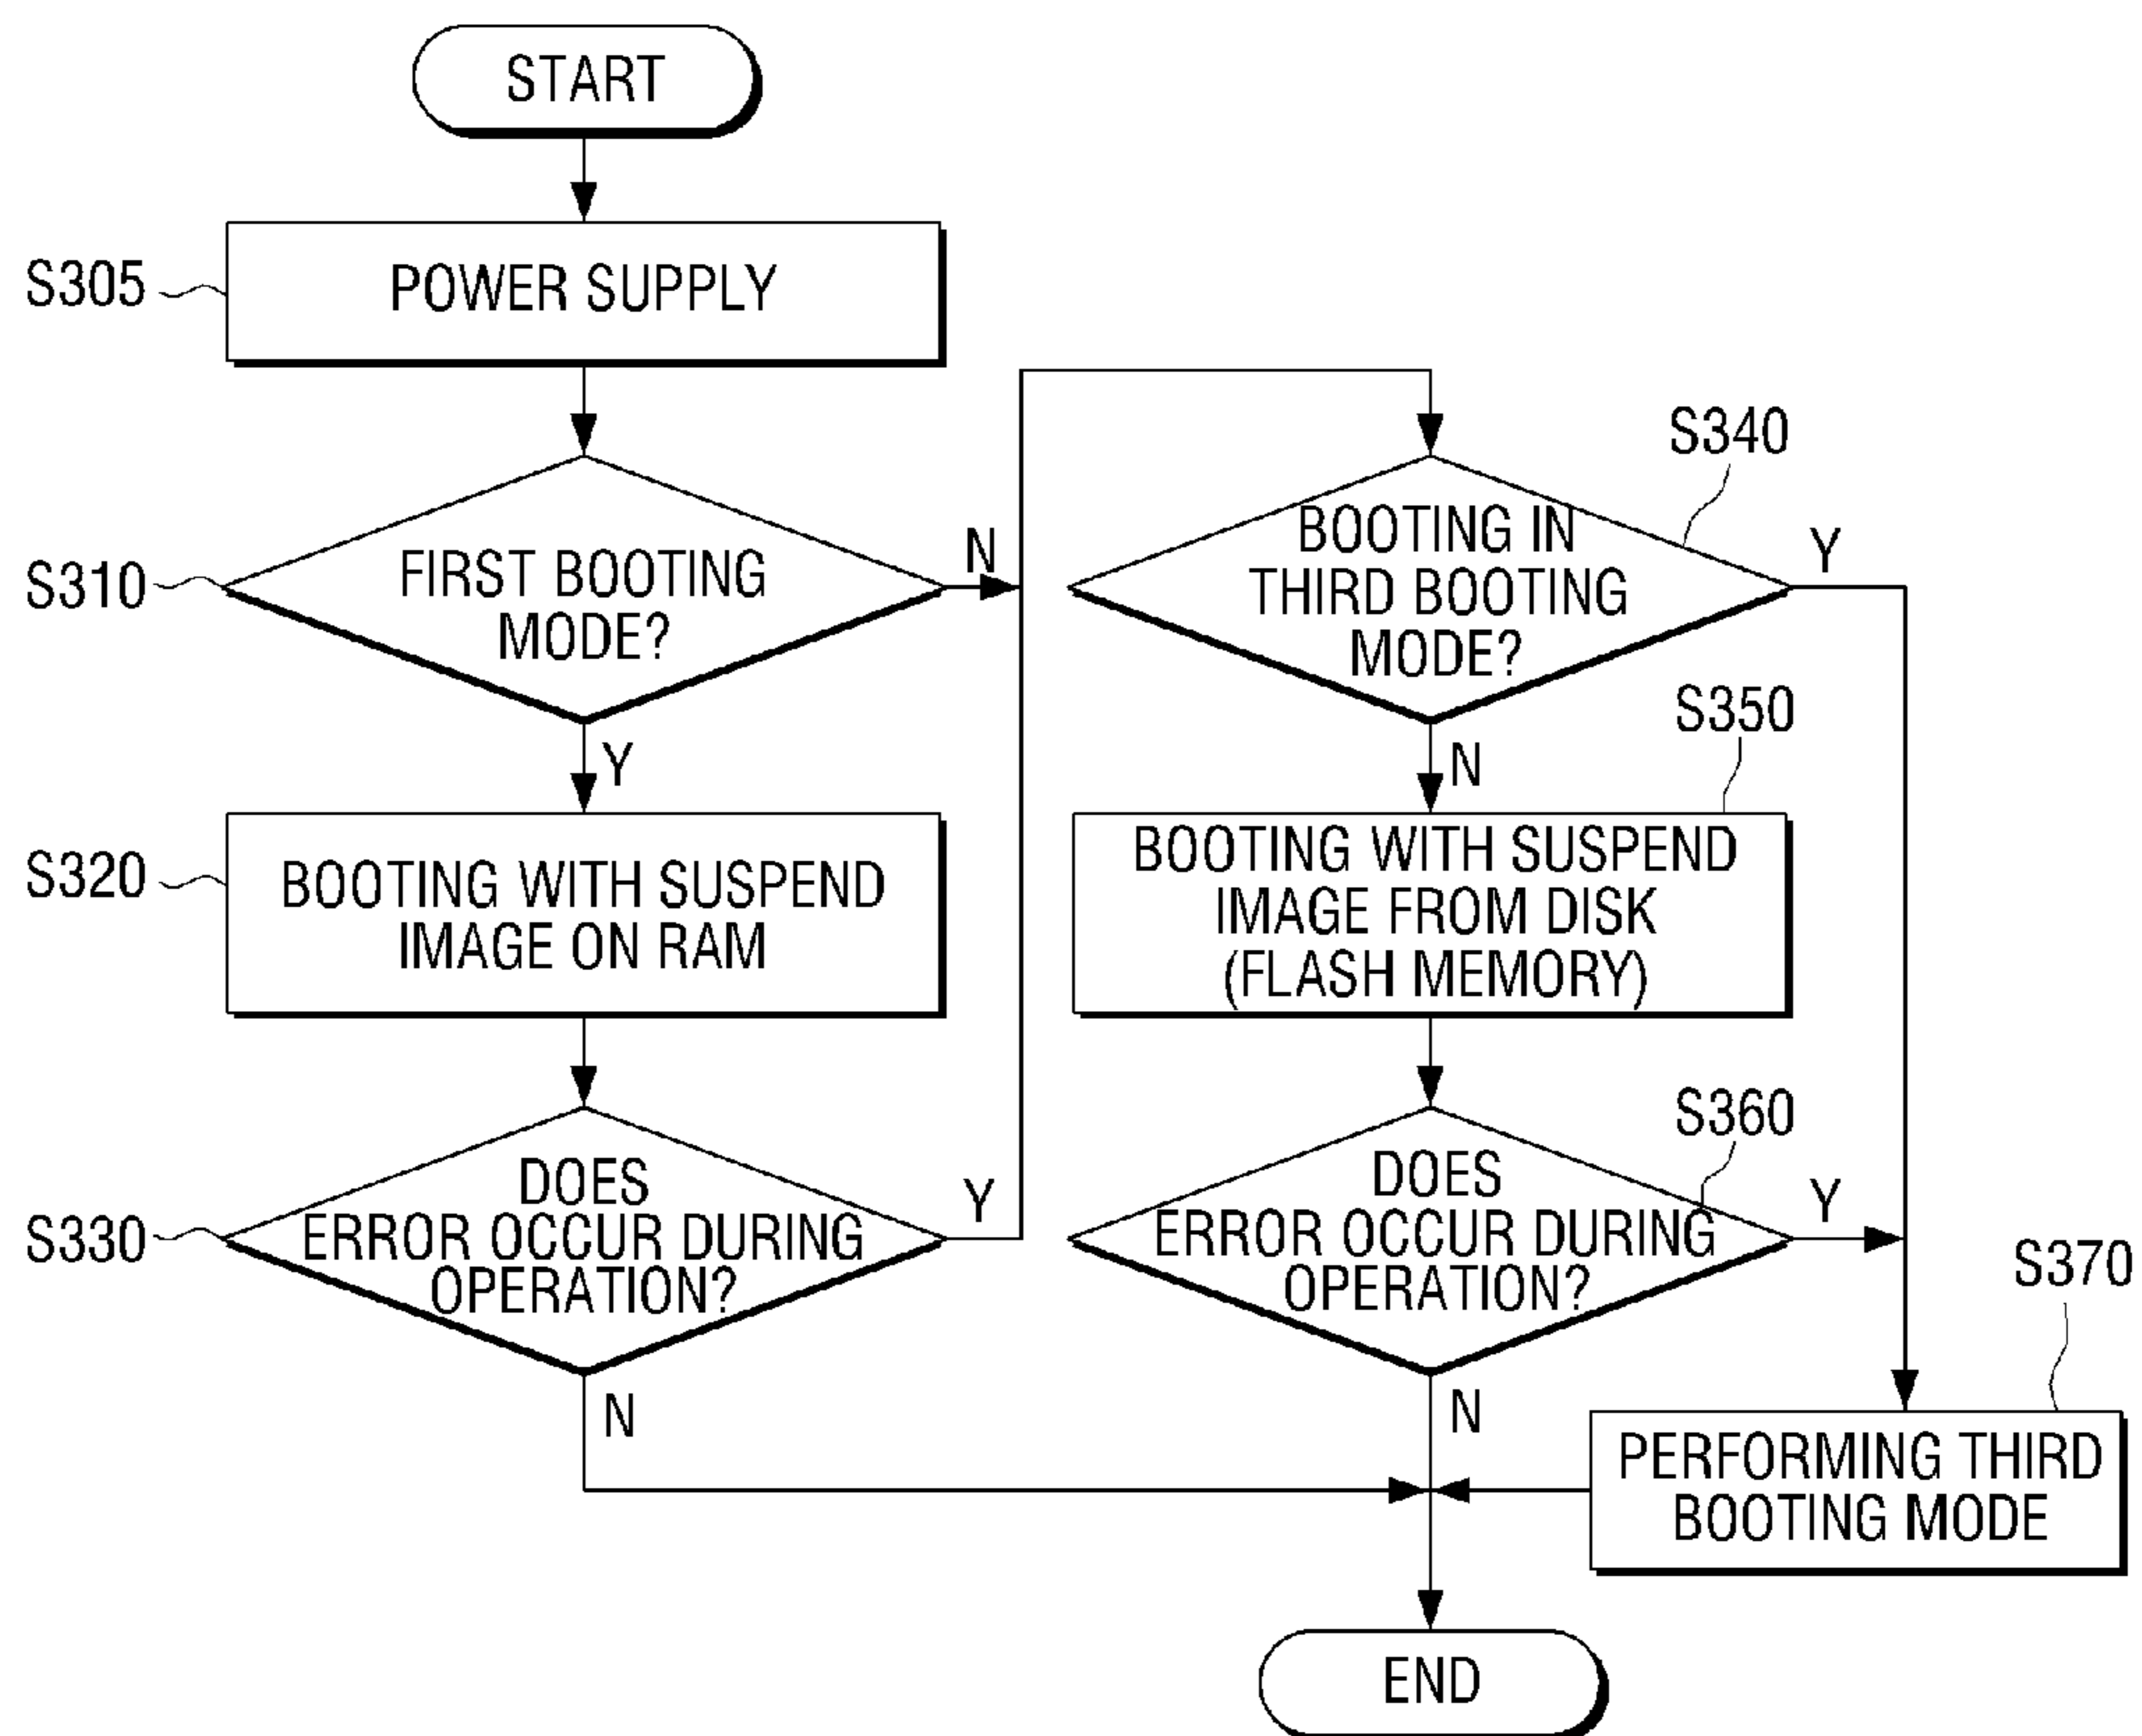 START
S305
POWER SUPPLY
S310
FIRST BOOTING
MODE?
N
Y
S320
BOOTING WITH SUSPEND
IMAGE ON RAM
S330
DOES
ERROR OCCUR DURING
OPERATION?
Y
N
S340
BOOTING IN
THIRD BOOTING
MODE?
Y
N
S350
BOOTING WITH SUSPEND
IMAGE FROM DISK
(FLASH MEMORY)
S360
DOES
ERROR OCCUR DURING
OPERATION?
Y
N
S370
PERFORMING THIRD
BOOTING MODE
END